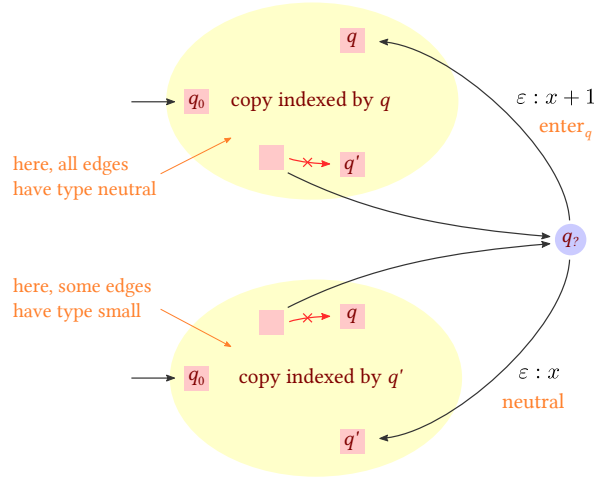 q
q₀
copy indexed by q
ε : x + 1
enter_q
here, all edges
have type neutral
q'
q?
here, some edges
have type small
q
q₀
copy indexed by q'
ε : x
neutral
q'